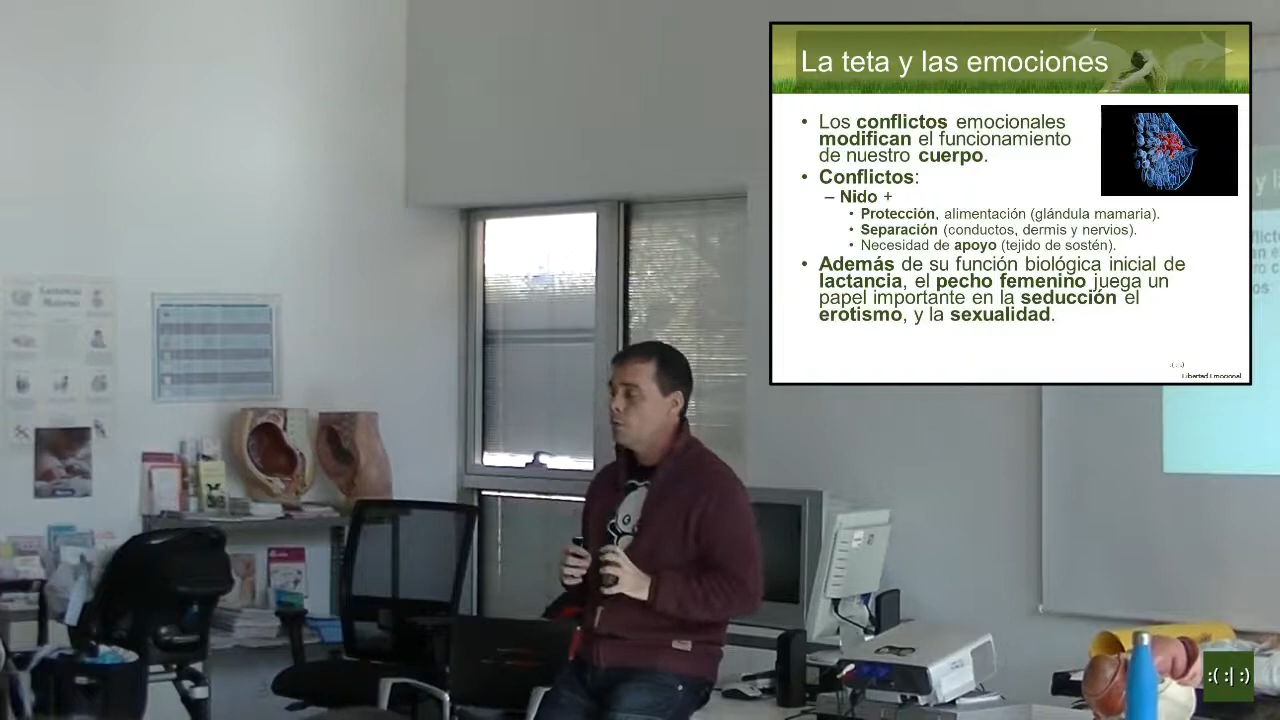 La teta y las emociones
• Los conflictos emocionales
modifican el funcionamiento
de nuestro cuerpo.
• Conflictos:
– Nido +
• Protección, alimentación (glándula mamaria).
• Separación (conductos, dermis y nervios).
• Necesidad de apoyo (tejido de sostén).
• Además de su función biológica inicial de
lactancia, el pecho femenino juega un
papel importante en la seducción el
erotismo, y la sexualidad.
:(:|:)
Libertad Emocional
:(:|:)